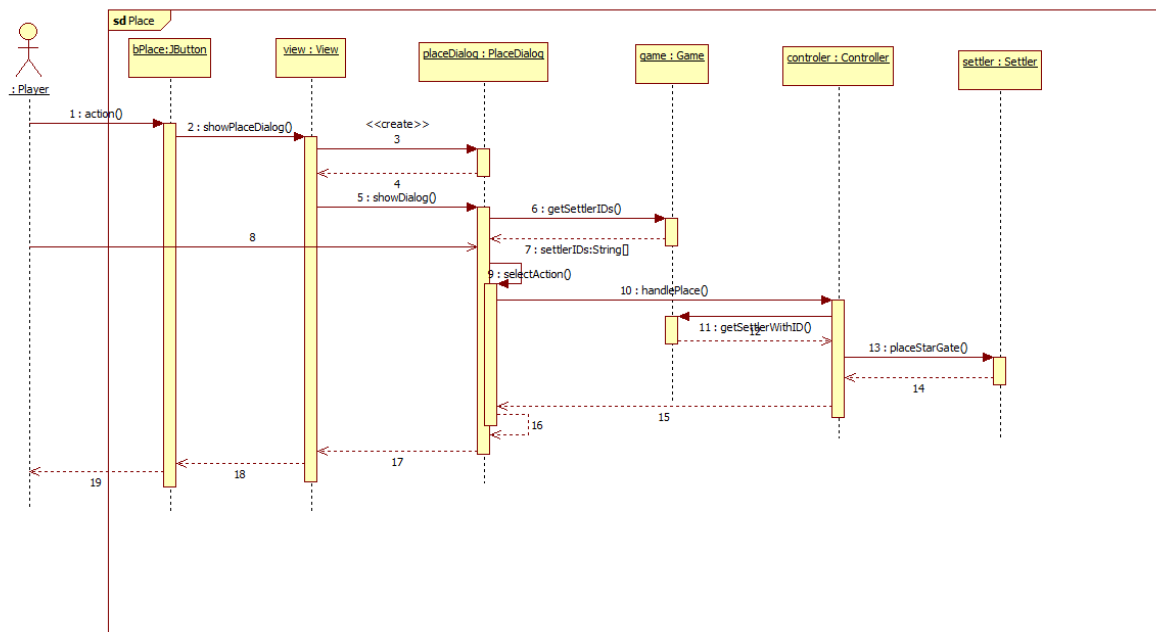 sd Place
bPlace:JButton
view : View
placeDialog : PlaceDialog
game : Game
controler : Controller
settler : Settler
: Player
1 : action()
2 : showPlaceDialog()
<<create>>
3
4
5 : showDialog()
6 : getSettlerIDs()
7 : settlerIDs:String[]
8
9 : selectAction()
10 : handlePlace()
11 : getSettlerWithID()
12
13 : placeStarGate()
14
15
16
17
18
19